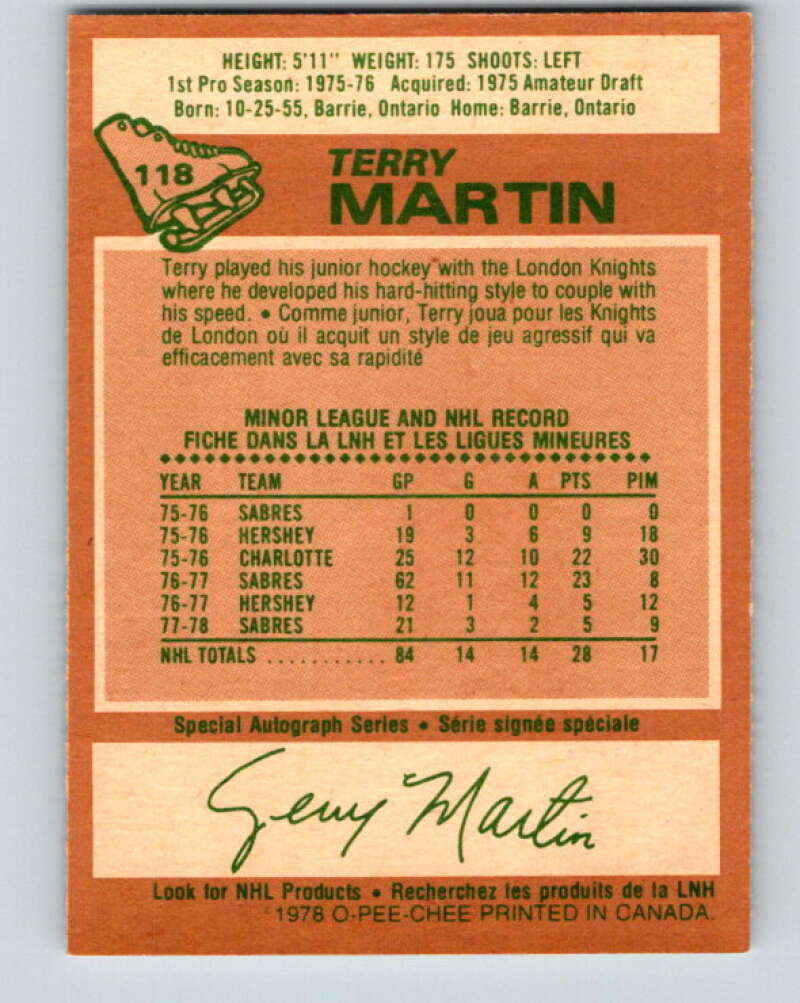 HEIGHT: 5'11" WEIGHT: 175 SHOOTS: LEFT
1st Pro Season: 1975-76 Acquired: 1975 Amateur Draft
Born: 10-25-55, Barrie, Ontario Home: Barrie, Ontario
118
TERRY
MARTIN
Terry played his junior hockey with the London Knights
where he developed his hard-hitting style to couple with
his speed. • Comme junior, Terry joua pour les Knights
de London où il acquit un style de jeu agressif qui va
efficacement avec sa rapidité
MINOR LEAGUE AND NHL RECORD
FICHE DANS LA LNH ET LES LIGUES MINEURES
YEAR TEAM GP G A PTS PIM
75-76 SABRES 1 0 0 0 0
75-76 HERSHEY 19 3 6 9 18
75-76 CHARLOTTE 25 12 10 22 30
76-77 SABRES 62 11 12 23 8
76-77 HERSHEY 12 1 4 5 12
77-78 SABRES 21 3 2 5 9
NHL TOTALS ........... 84 14 14 28 17
Special Autograph Series • Série signée spéciale
Terry Martin
Look for NHL Products • Recherchez les produits de la LNH
©1978 O-PEE-CHEE PRINTED IN CANADA.